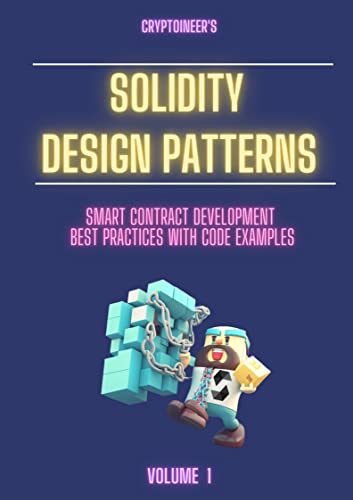 CRYPTOINEER'S
SOLIDITY
DESIGN PATTERNS
SMART CONTRACT DEVELOPMENT
BEST PRACTICES WITH CODE EXAMPLES
VOLUME 1